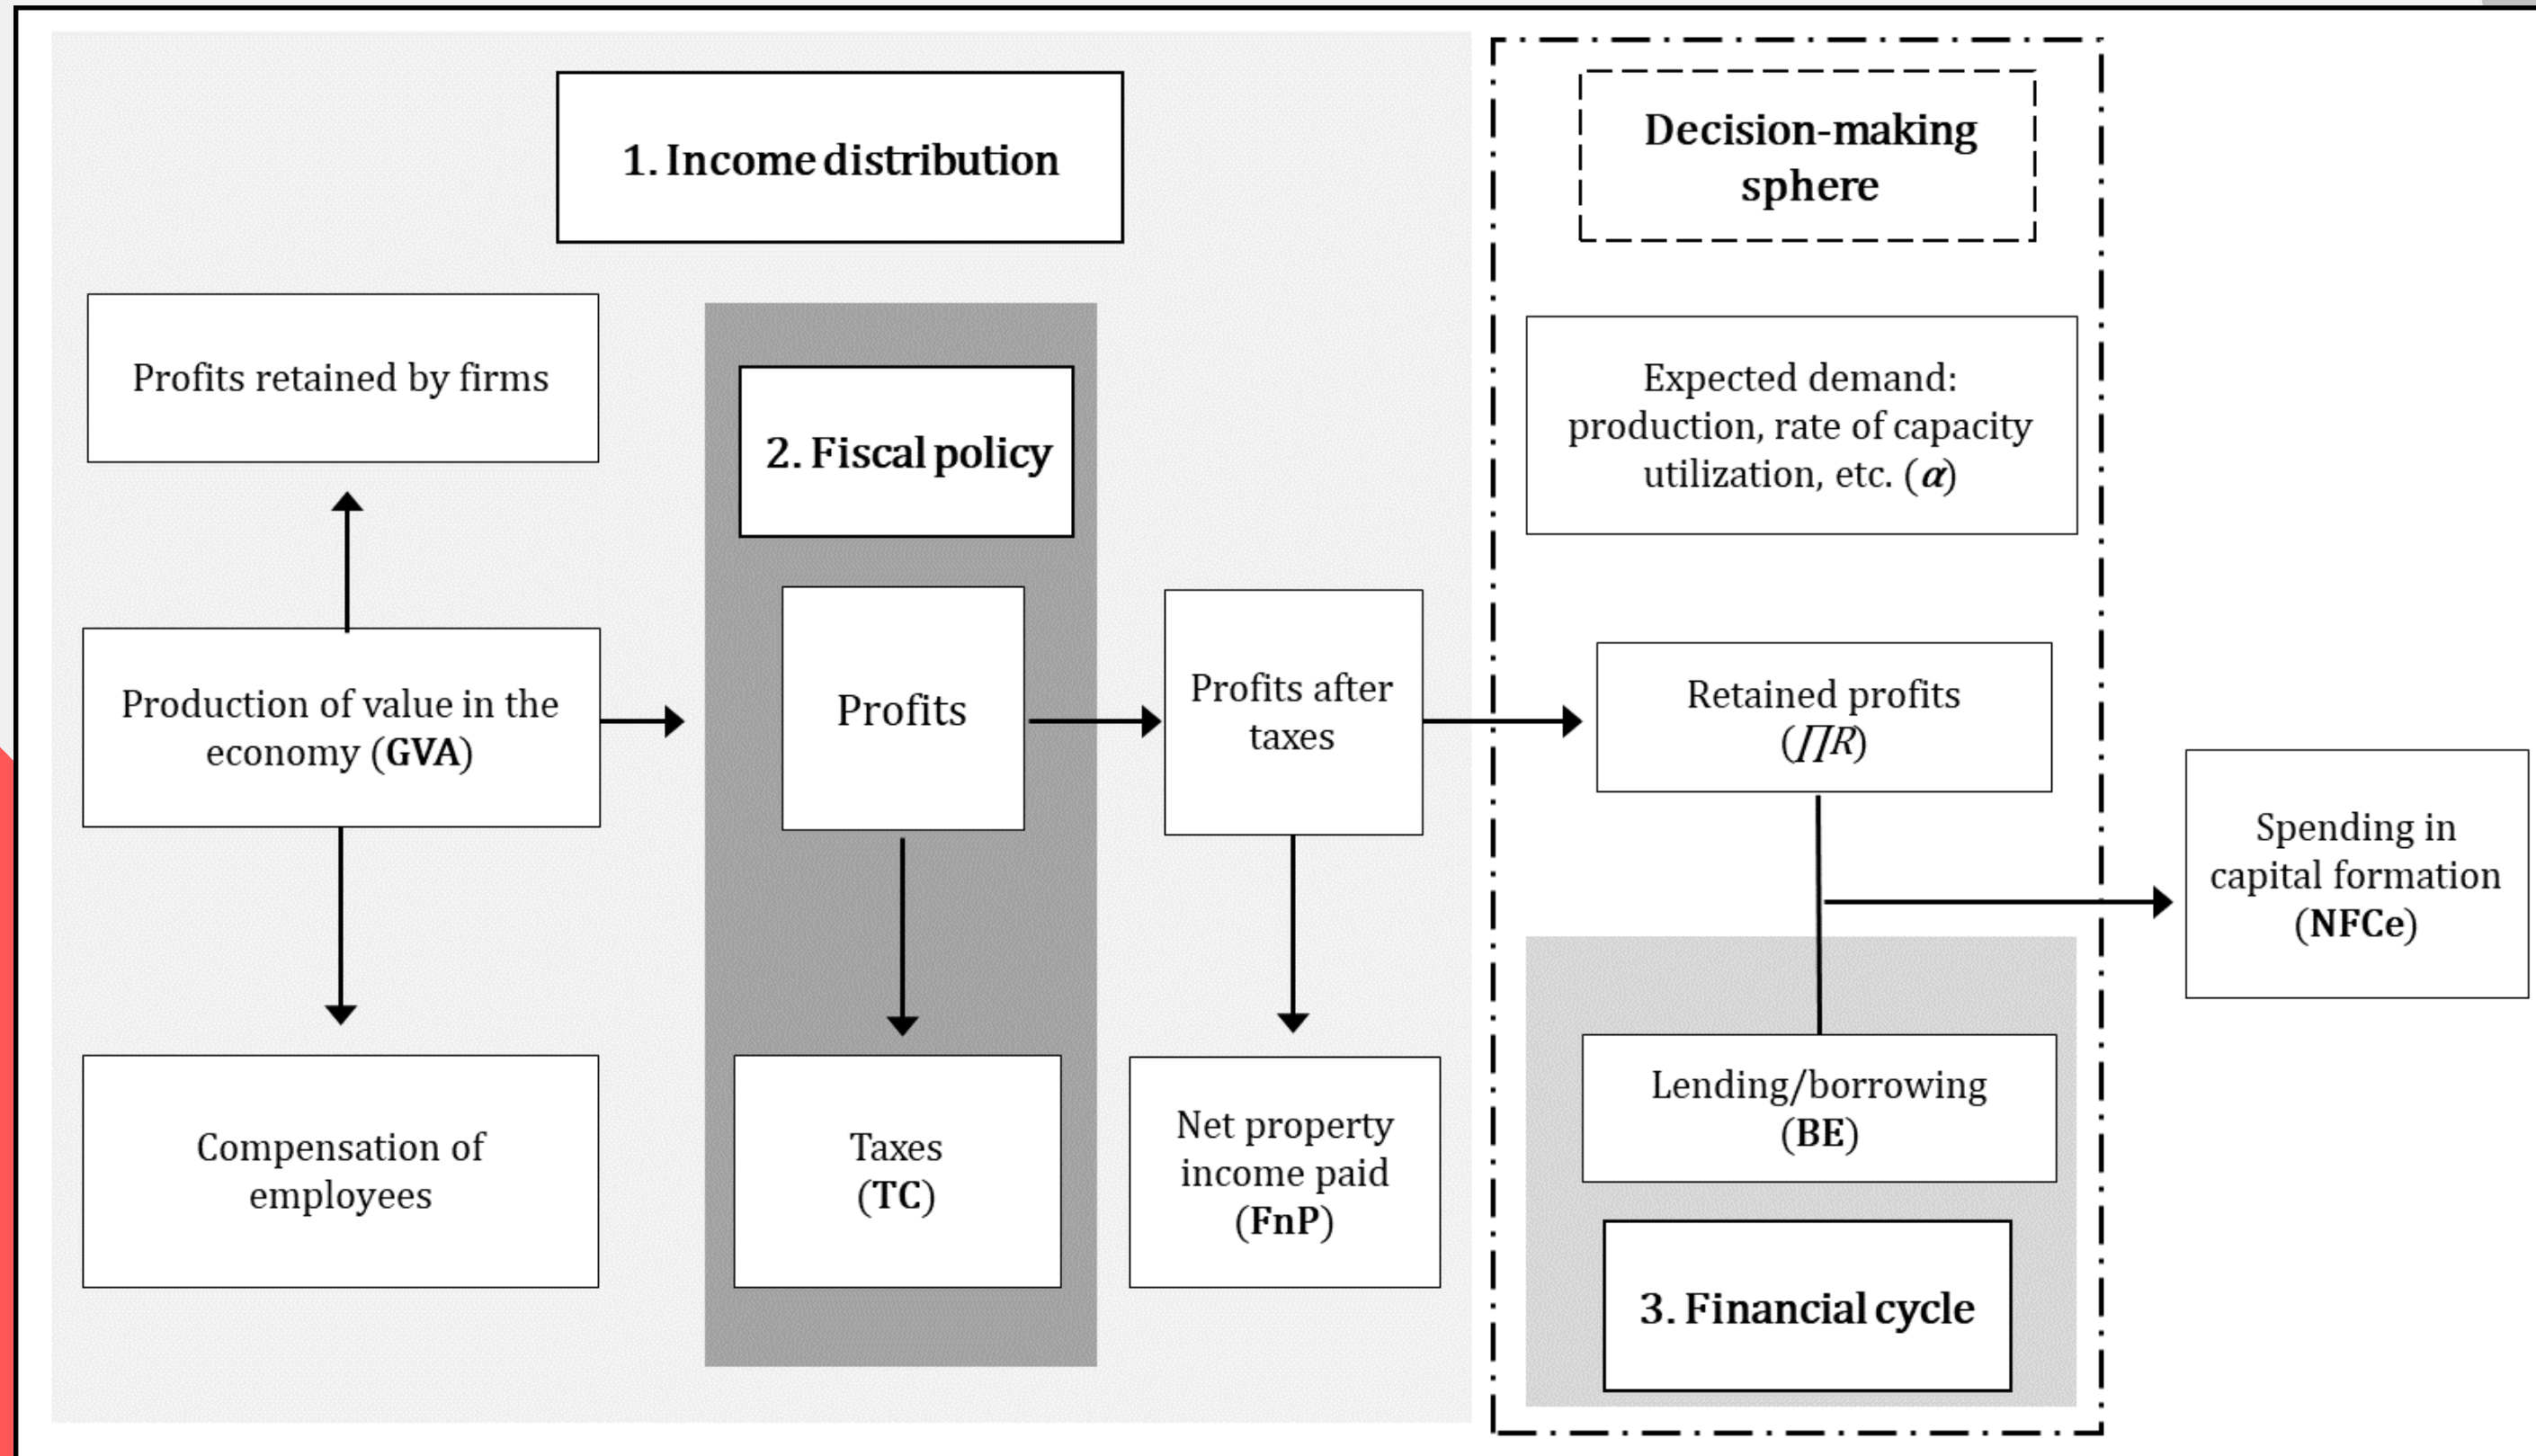 1. Income distribution
Decision-making
sphere
Profits retained by firms
2. Fiscal policy
Expected demand:
production, rate of capacity
utilization, etc. (α)
Production of value in the
economy (GVA)
Profits
Profits after
taxes
Retained profits
(∏R)
Spending in
capital formation
(NFCe)
Compensation of
employees
Taxes
(TC)
Net property
income paid
(FnP)
Lending/borrowing
(BE)
3. Financial cycle